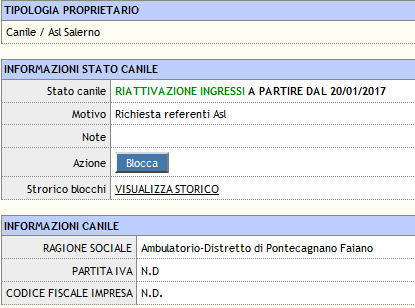 TIPOLOGIA PROPRIETARIO
Canile / Asl Salerno
INFORMAZIONI STATO CANILE
Stato canile RIATTIVAZIONE INGRESSI A PARTIRE DAL 20/01/2017
Motivo Richiesta referenti Asl
Note
Azione Blocca
Strorico blocchi VISUALIZZA STORICO
INFORMAZIONI CANILE
RAGIONE SOCIALE Ambulatorio-Distretto di Pontecagnano Faiano
PARTITA IVA N.D
CODICE FISCALE IMPRESA N.D.